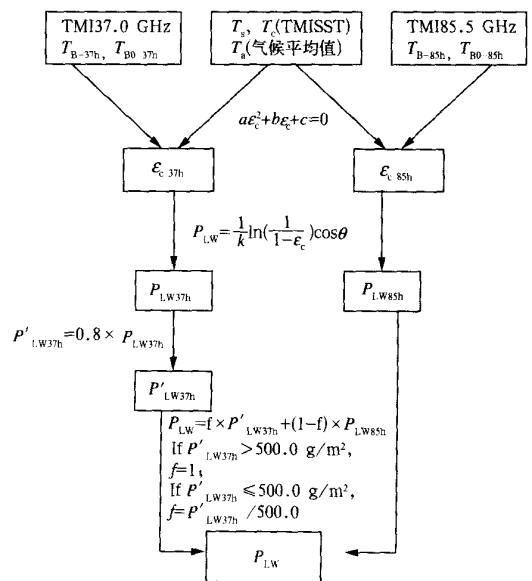 TMI37.0 GHz
T_B-37h, T_B0 37h
T_s, T_c(TMISST)
T_a(气候平均值)
TMI85.5 GHz
T_B-85h, T_B0-85h
aε_c²+bε_c+c=0
ε_c 37h
ε_c 85h
P_LW=1/k ln(1/(1-ε_c))cosθ
P_LW37h
P_LW85h
P'_LW37h=0.8× P_LW37h
P'_LW37h
P_LW=f×P'_LW37h+(1-f)×P_LW85h
If P'_LW37h>500.0 g/m²,
f=1;
If P'_LW37h≤500.0 g/m²,
f=P'_LW37h/500.0
P_LW